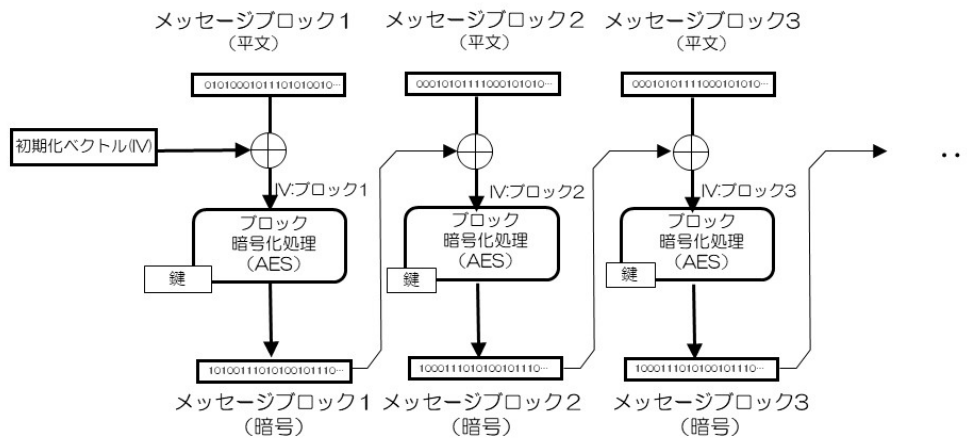 メッセージブロック1
(平文)
メッセージブロック2
(平文)
メッセージブロック3
(平文)
0101000101110101010010…
0001010111100010101010…
0001010111100010101010…
初期化ベクトル(IV)
‥
IV:ブロック1
IV:ブロック2
IV:ブロック3
ブロック
暗号化処理
(AES)
鍵
ブロック
暗号化処理
(AES)
鍵
ブロック
暗号化処理
(AES)
鍵
10100111010100101110…
1000111010100101110…
1000111010100101110…
メッセージブロック1
(暗号)
メッセージブロック2
(暗号)
メッセージブロック3
(暗号)